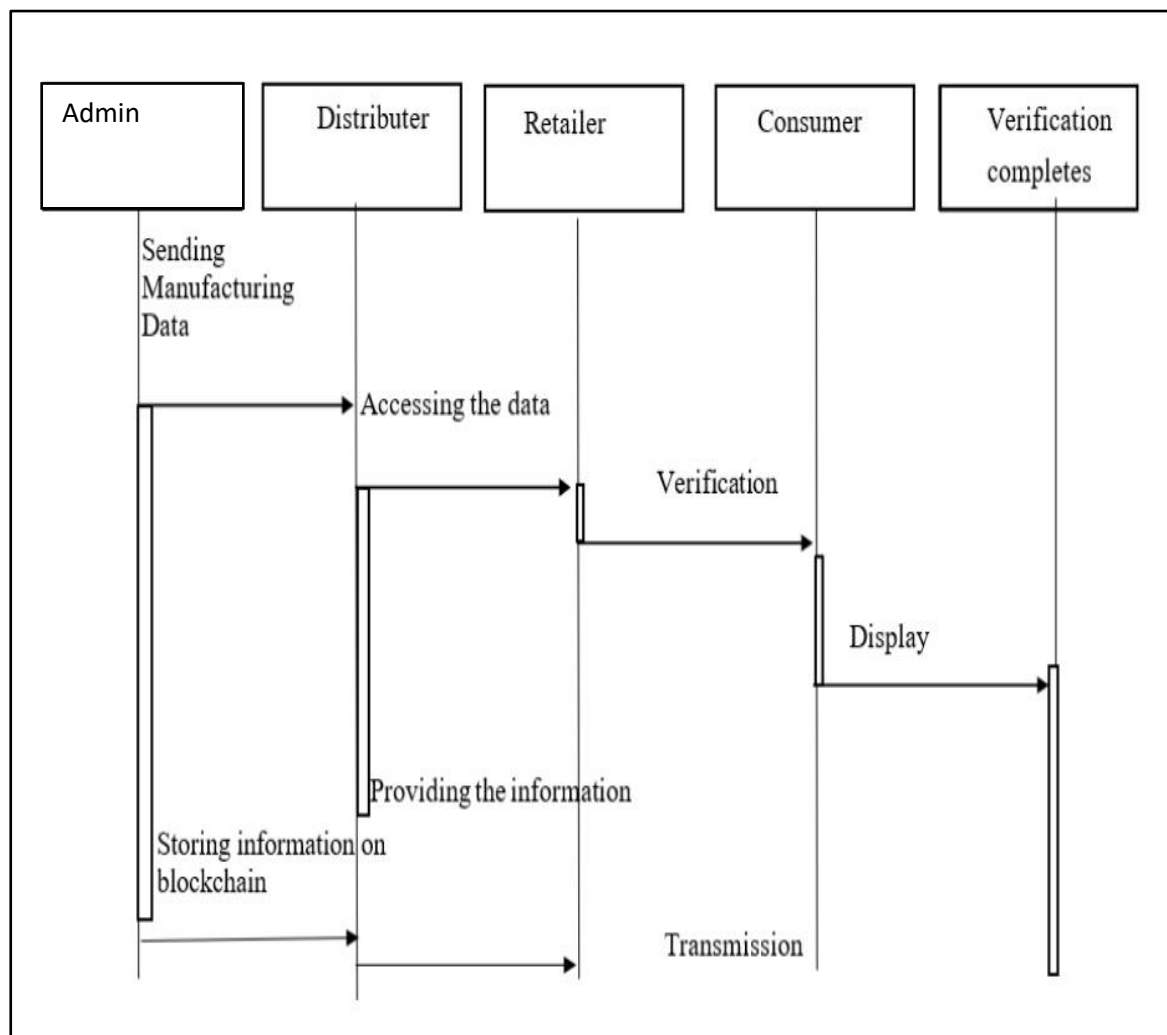 Admin
Distributer
Retailer
Consumer
Verification
completes
Sending
Manufacturing
Data
Accessing the data
Verification
Display
Providing the information
Storing information on
blockchain
Transmission